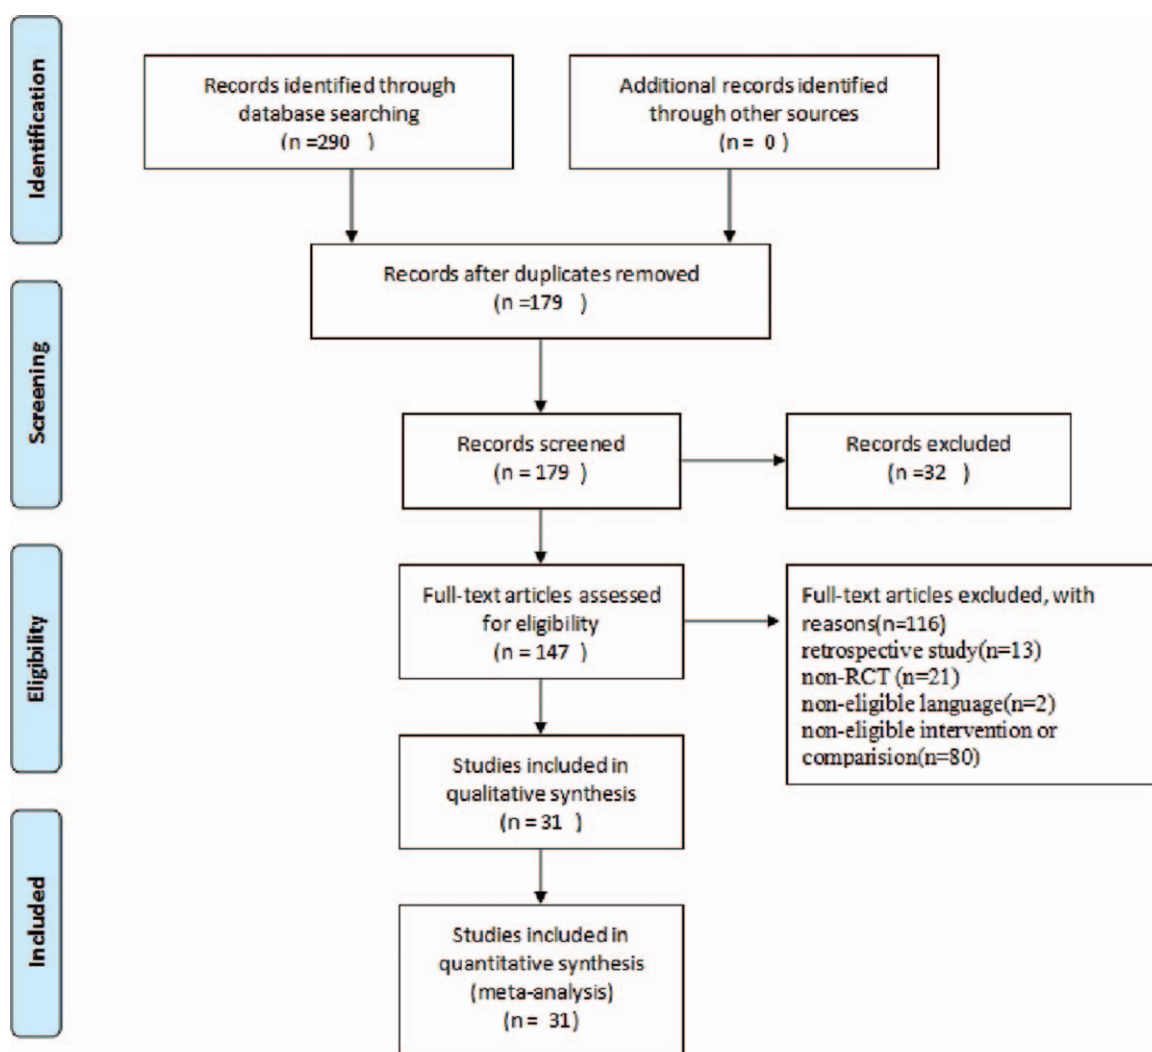 Identification
Records identified through
database searching
(n =290   )
Additional records identified
through other sources
(n =  0  )
Screening
Records after duplicates removed
(n =179   )
Records screened
(n = 179   )
Records excluded
(n =32   )
Eligibility
Full-text articles assessed
for eligibility
(n = 147   )
Full-text articles excluded, with
reasons(n=116)
retrospective study(n=13)
non-RCT (n=21)
non-eligible language(n=2)
non-eligible intervention or
comparision(n=80)
Studies included in
qualitative synthesis
(n = 31   )
Included
Studies included in
quantitative synthesis
(meta-analysis)
(n =  31)